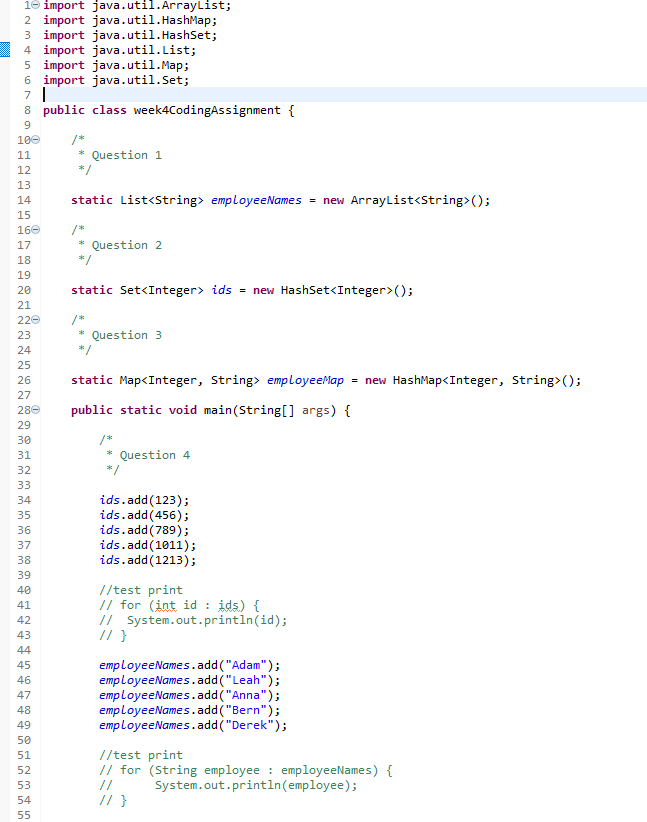 1 import java.util.ArrayList;
2 import java.util.HashMap;
3 import java.util.HashSet;
4 import java.util.List;
5 import java.util.Map;
6 import java.util.Set;
7
8 public class week4CodingAssignment {
9
10 /*
11 * Question 1
12 */
13
14 static List<String> employeeNames = new ArrayList<String>();
15
16 /*
17 * Question 2
18 */
19
20 static Set<Integer> ids = new HashSet<Integer>();
21
22 /*
23 * Question 3
24 */
25
26 static Map<Integer, String> employeeMap = new HashMap<Integer, String>();
27
28 public static void main(String[] args) {
29
30 /*
31 * Question 4
32 */
33
34 ids.add(123);
35 ids.add(456);
36 ids.add(789);
37 ids.add(1011);
38 ids.add(1213);
39
40 //test print
41 // for (int id : ids) {
42 // System.out.println(id);
43 // }
44
45 employeeNames.add("Adam");
46 employeeNames.add("Leah");
47 employeeNames.add("Anna");
48 employeeNames.add("Bern");
49 employeeNames.add("Derek");
50
51 //test print
52 // for (String employee : employeeNames) {
53 // System.out.println(employee);
54 // }
55